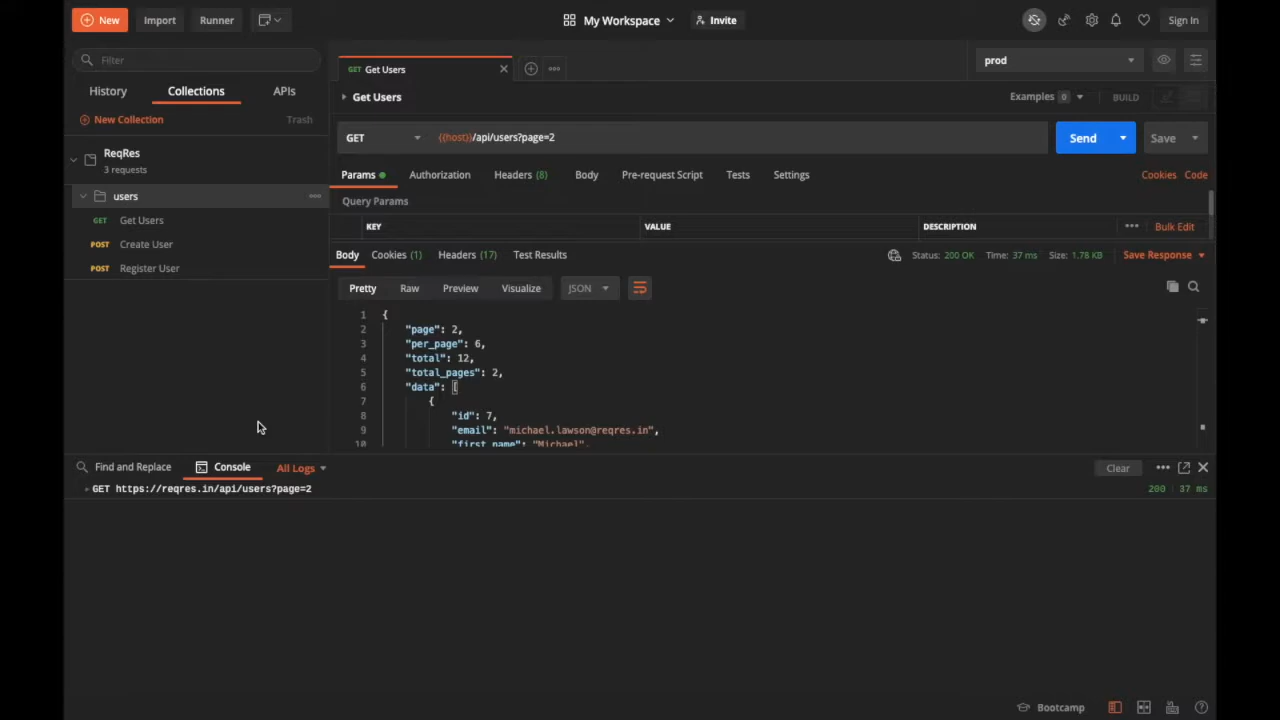 New Import Runner My Workspace Invite Sign In
Filter
GET Get Users
prod
History Collections APIs
Get Users
Examples 0 BUILD
New Collection Trash
GET {{host}}/api/users?page=2 Send Save
ReqRes
3 requests
Params Authorization Headers (8) Body Pre-request Script Tests Settings Cookies Code
users
Query Params
GET Get Users
KEY VALUE DESCRIPTION Bulk Edit
POST Create User
Body Cookies (1) Headers (17) Test Results Status: 200 OK Time: 37 ms Size: 1.78 KB Save Response
POST Register User
Pretty Raw Preview Visualize JSON
1 {
2 "page": 2,
3 "per_page": 6,
4 "total": 12,
5 "total_pages": 2,
6 "data": [
7 {
8 "id": 7,
9 "email": "michael.lawson@reqres.in",
10 "first_name": "Michael",
Find and Replace Console All Logs Clear
GET https://reqres.in/api/users?page=2 200 37 ms
Bootcamp